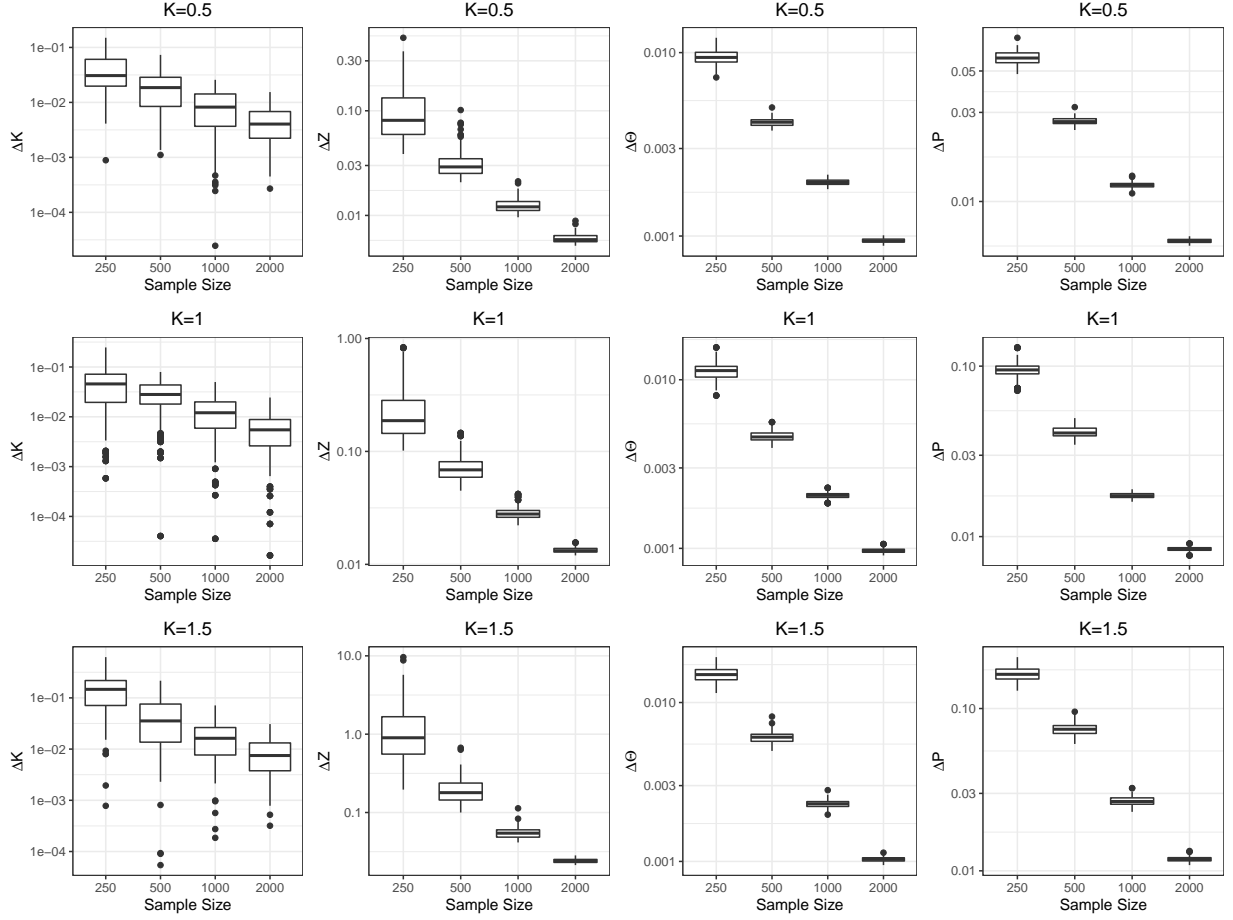 K=0.5 K=0.5 K=0.5 K=0.5
ΔK
1e−01
1e−02
1e−03
1e−04
250 500 1000 2000
Sample Size
ΔZ
0.30
0.10
0.03
0.01
250 500 1000 2000
Sample Size
ΔΘ
0.010
0.003
0.001
250 500 1000 2000
Sample Size
ΔP
0.05
0.03
0.01
250 500 1000 2000
Sample Size
K=1 K=1 K=1 K=1
ΔK
1e−01
1e−02
1e−03
1e−04
250 500 1000 2000
Sample Size
ΔZ
1.00
0.10
0.01
250 500 1000 2000
Sample Size
ΔΘ
0.010
0.003
0.001
250 500 1000 2000
Sample Size
ΔP
0.10
0.03
0.01
250 500 1000 2000
Sample Size
K=1.5 K=1.5 K=1.5 K=1.5
ΔK
1e−01
1e−02
1e−03
1e−04
250 500 1000 2000
Sample Size
ΔZ
10.0
1.0
0.1
250 500 1000 2000
Sample Size
ΔΘ
0.010
0.003
0.001
250 500 1000 2000
Sample Size
ΔP
0.10
0.03
0.01
250 500 1000 2000
Sample Size